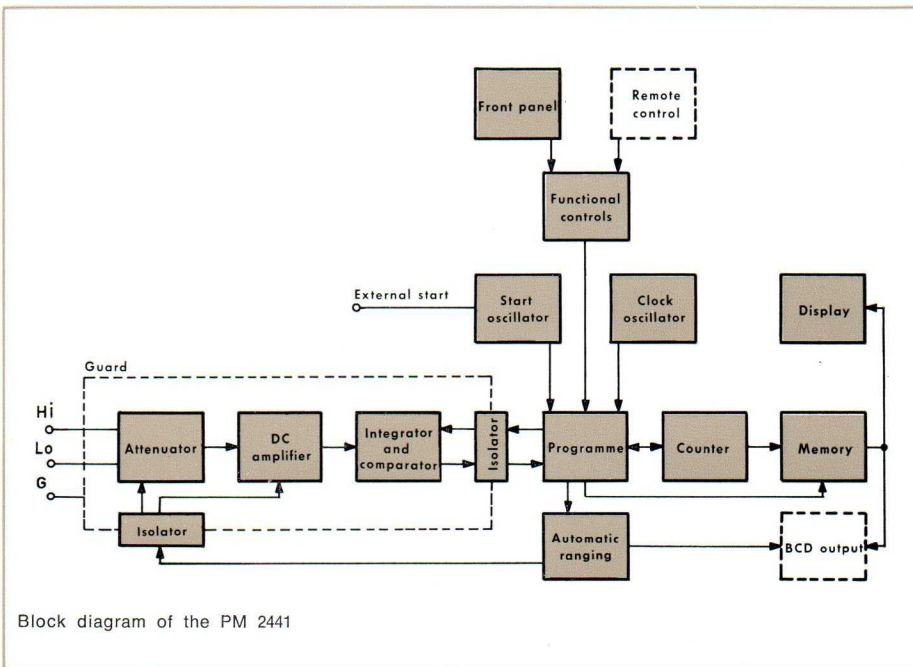 Front panel
Remote
control
Functional
controls
External start
Start
oscillator
Clock
oscillator
Display
Guard
Hi
Lo
G
Attenuator
DC
amplifier
Integrator
and
comparator
Isolator
Programme
Counter
Memory
Isolator
Automatic
ranging
BCD output
Block diagram of the PM 2441